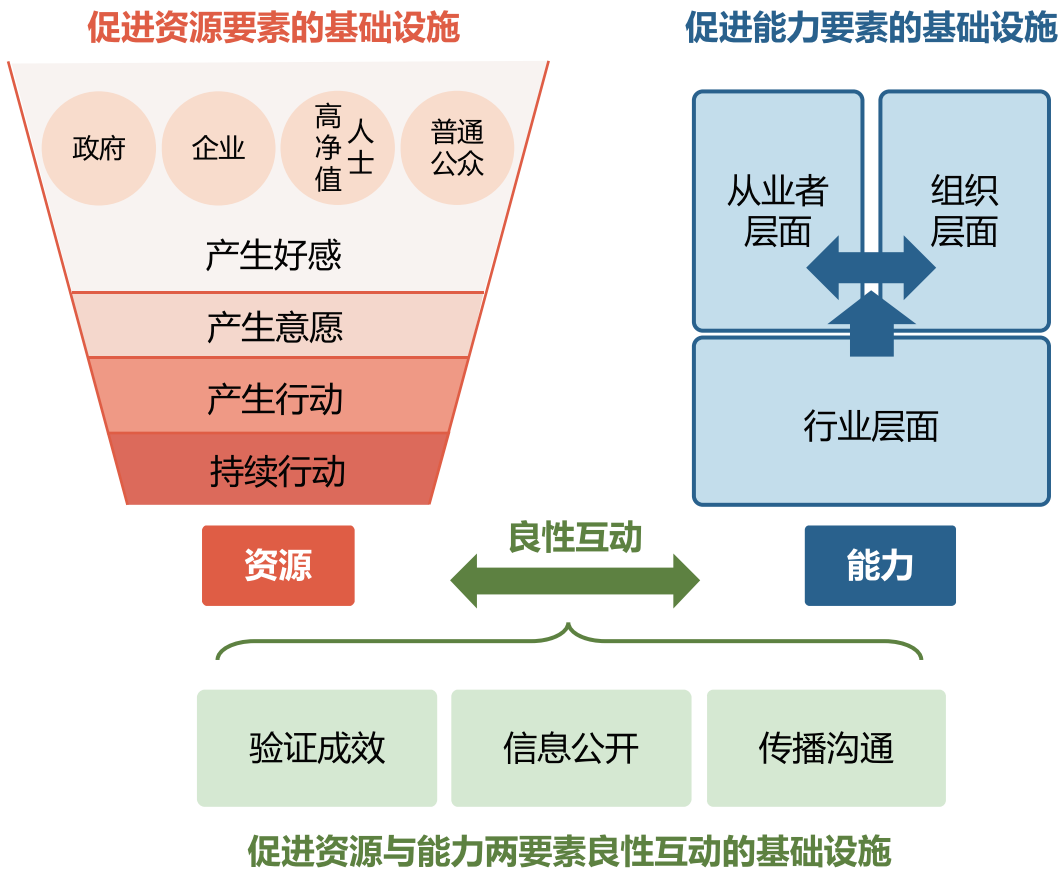 促进资源要素的基础设施
促进能力要素的基础设施
政府
企业
高净值
人士
普通
公众
产生好感
产生意愿
产生行动
持续行动
从业者
层面
组织
层面
行业层面
资源
良性互动
能力
验证成效
信息公开
传播沟通
促进资源与能力两要素良性互动的基础设施